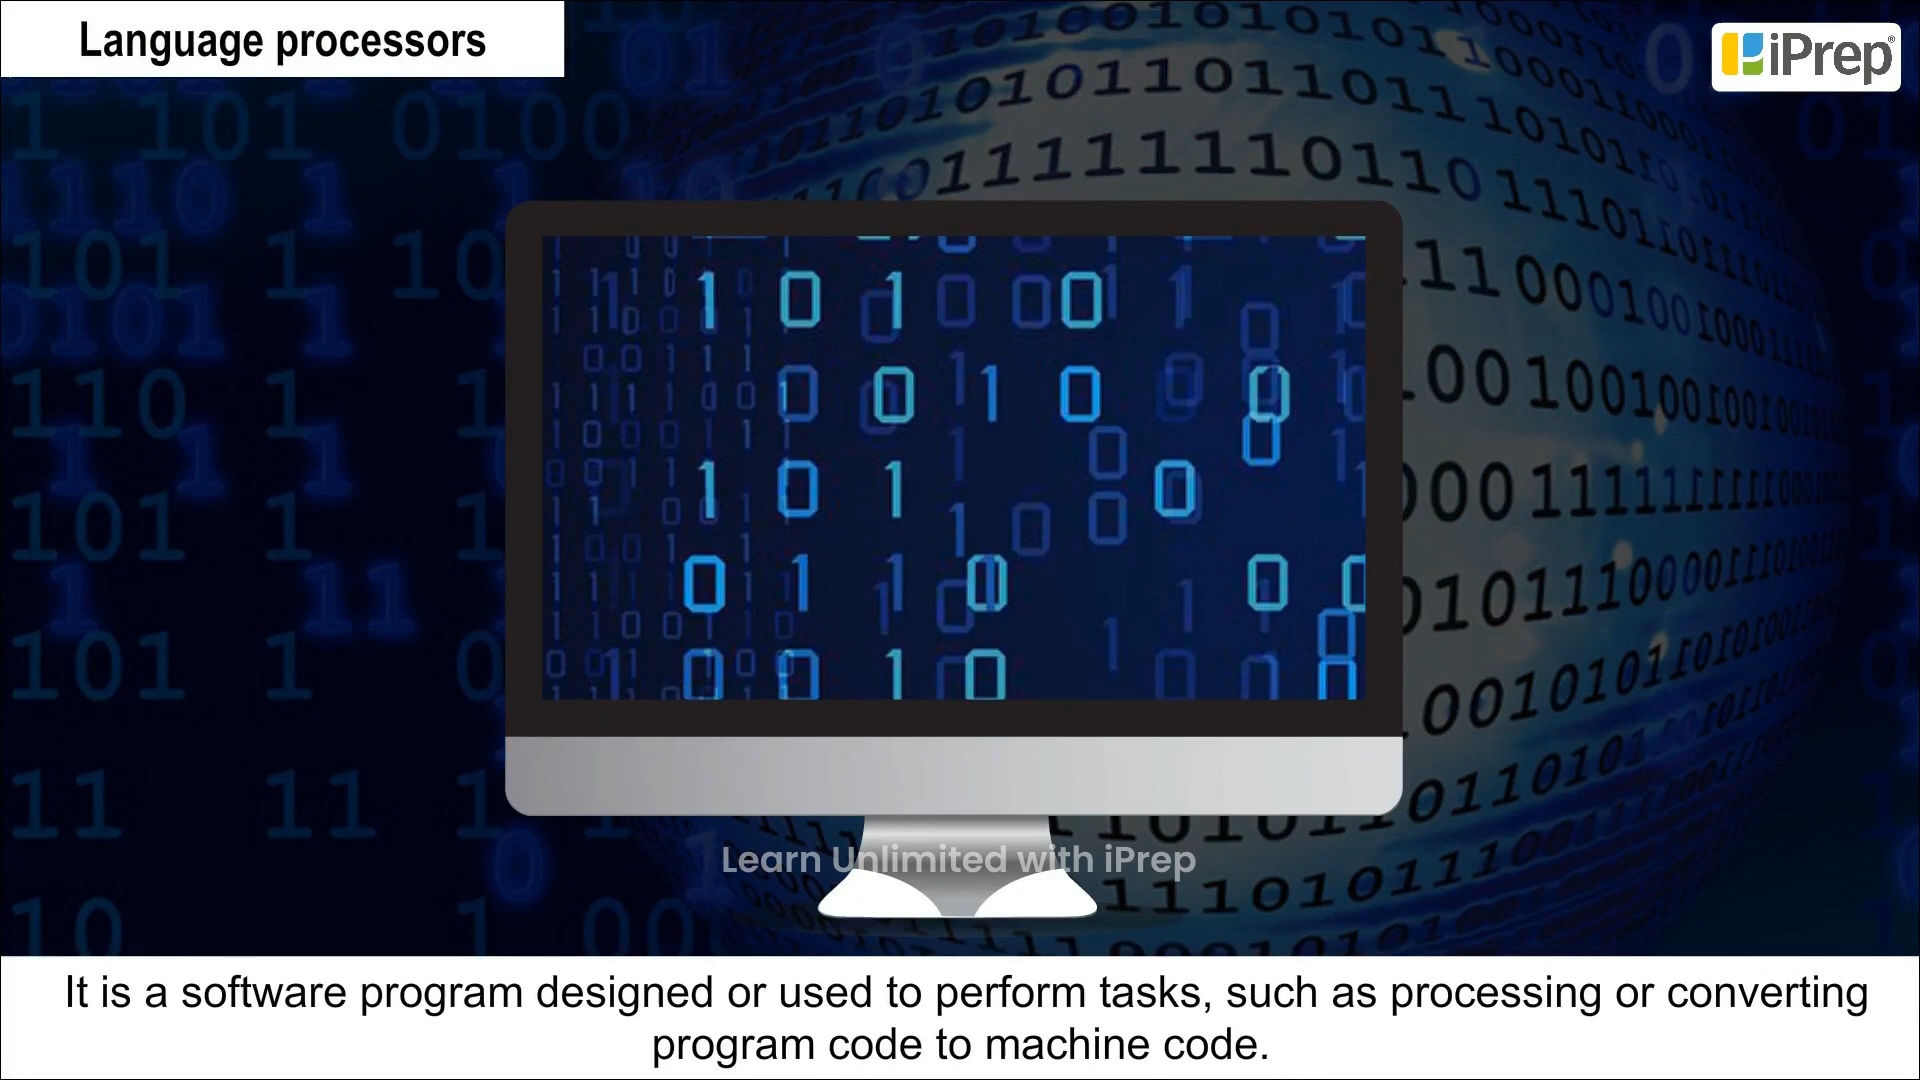 Language processors
iPrep®
Learn Unlimited with iPrep
It is a software program designed or used to perform tasks, such as processing or converting
program code to machine code.